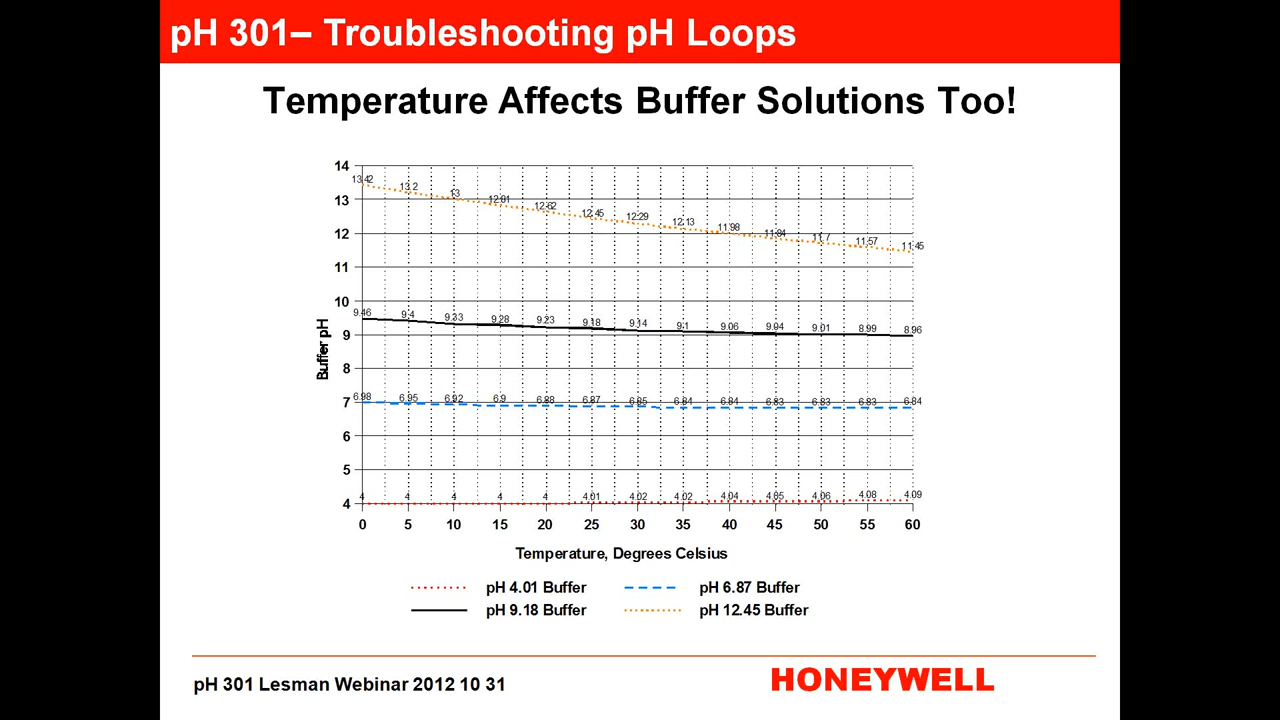 pH 301– Troubleshooting pH Loops
Temperature Affects Buffer Solutions Too!
14
13
12
11
10
9
8
7
6
5
4
Buffer pH
13.42 13.2 13 12.81 12.62 12.45 12.29 12.13 11.98 11.84 11.7 11.57 11.45
9.46 9.4 9.33 9.28 9.23 9.18 9.14 9.1 9.06 9.04 9.01 8.99 8.96
6.98 6.95 6.92 6.9 6.88 6.87 6.85 6.84 6.84 6.83 6.83 6.83 6.84
4 4 4 4 4 4.01 4.02 4.02 4.04 4.05 4.06 4.08 4.09
0 5 10 15 20 25 30 35 40 45 50 55 60
Temperature, Degrees Celsius
pH 4.01 Buffer pH 6.87 Buffer
pH 9.18 Buffer pH 12.45 Buffer
pH 301 Lesman Webinar 2012 10 31
HONEYWELL